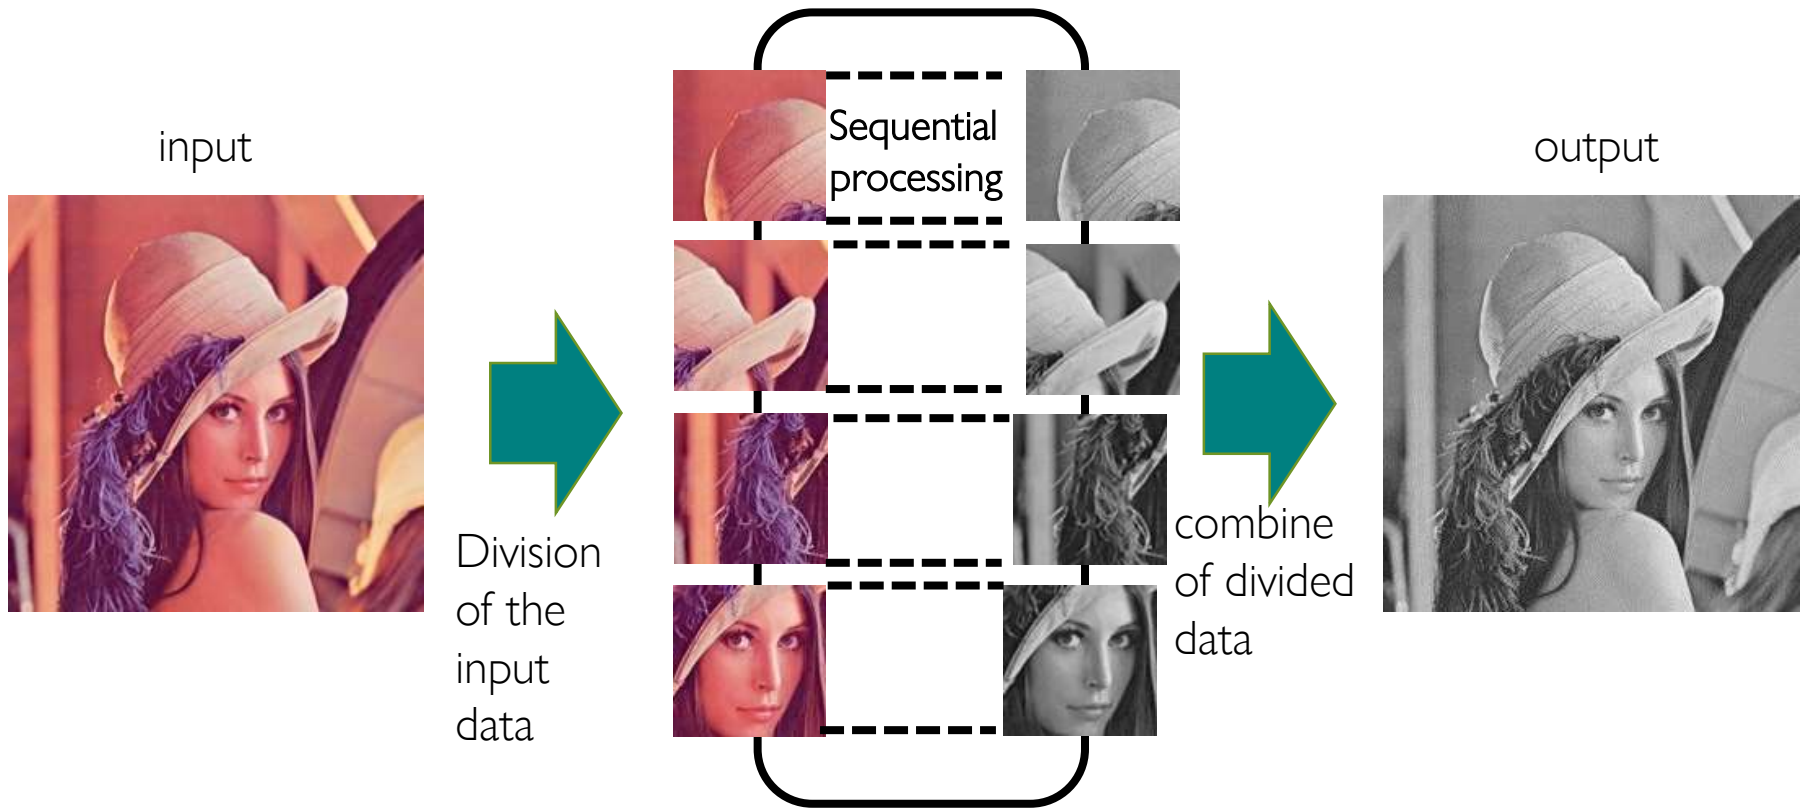 input
Sequential
processing
output
Division
of the
input
data
combine
of divided
data